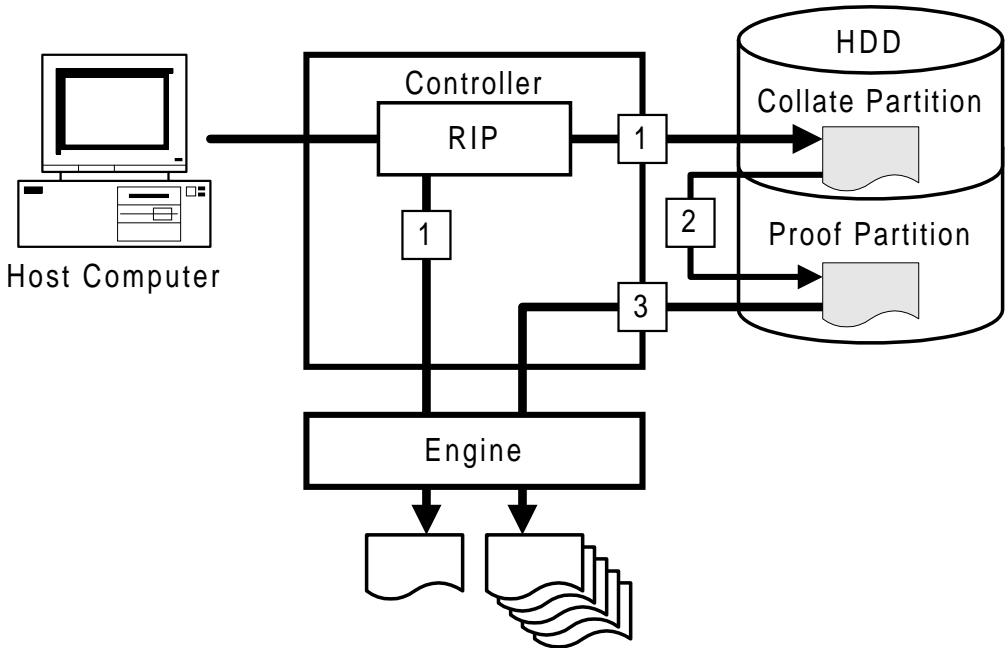 HDD
Controller
Collate Partition
RIP
1
1
2
Proof Partition
Host Computer
3
Engine